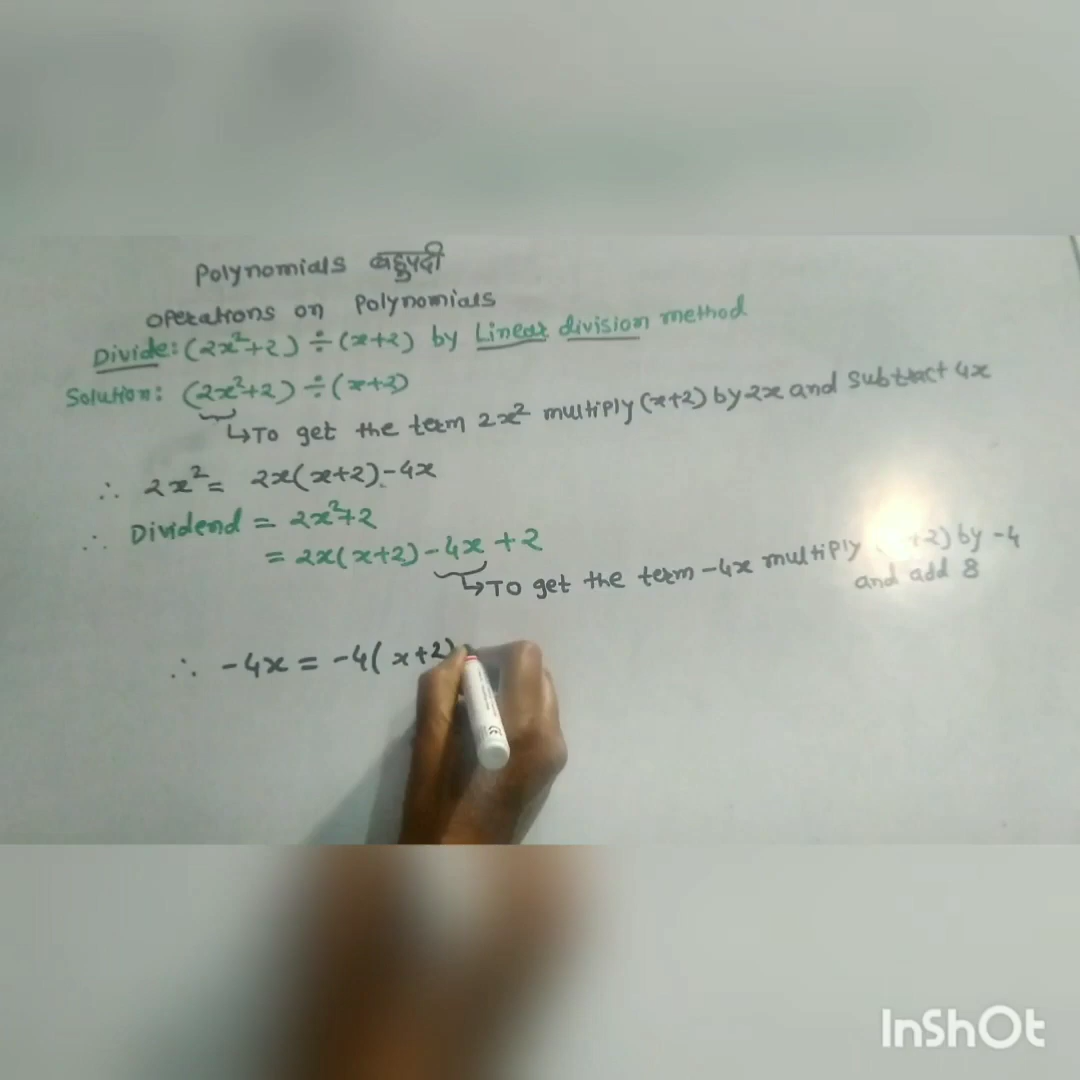 Polynomials बहुपदी
Operations on Polynomials
Divide: (2x²+2) ÷ (x+2) by Linear division method
Solution: (2x²+2) ÷ (x+2)
↳To get the term 2x² multiply (x+2) by 2x and subtract 4x
∴ 2x² = 2x(x+2)-4x
∴ Dividend = 2x²+2
= 2x(x+2) - 4x + 2
↳To get the term -4x multiply +2) by -4
and add 8
∴ -4x = -4(x+2)
InShOt